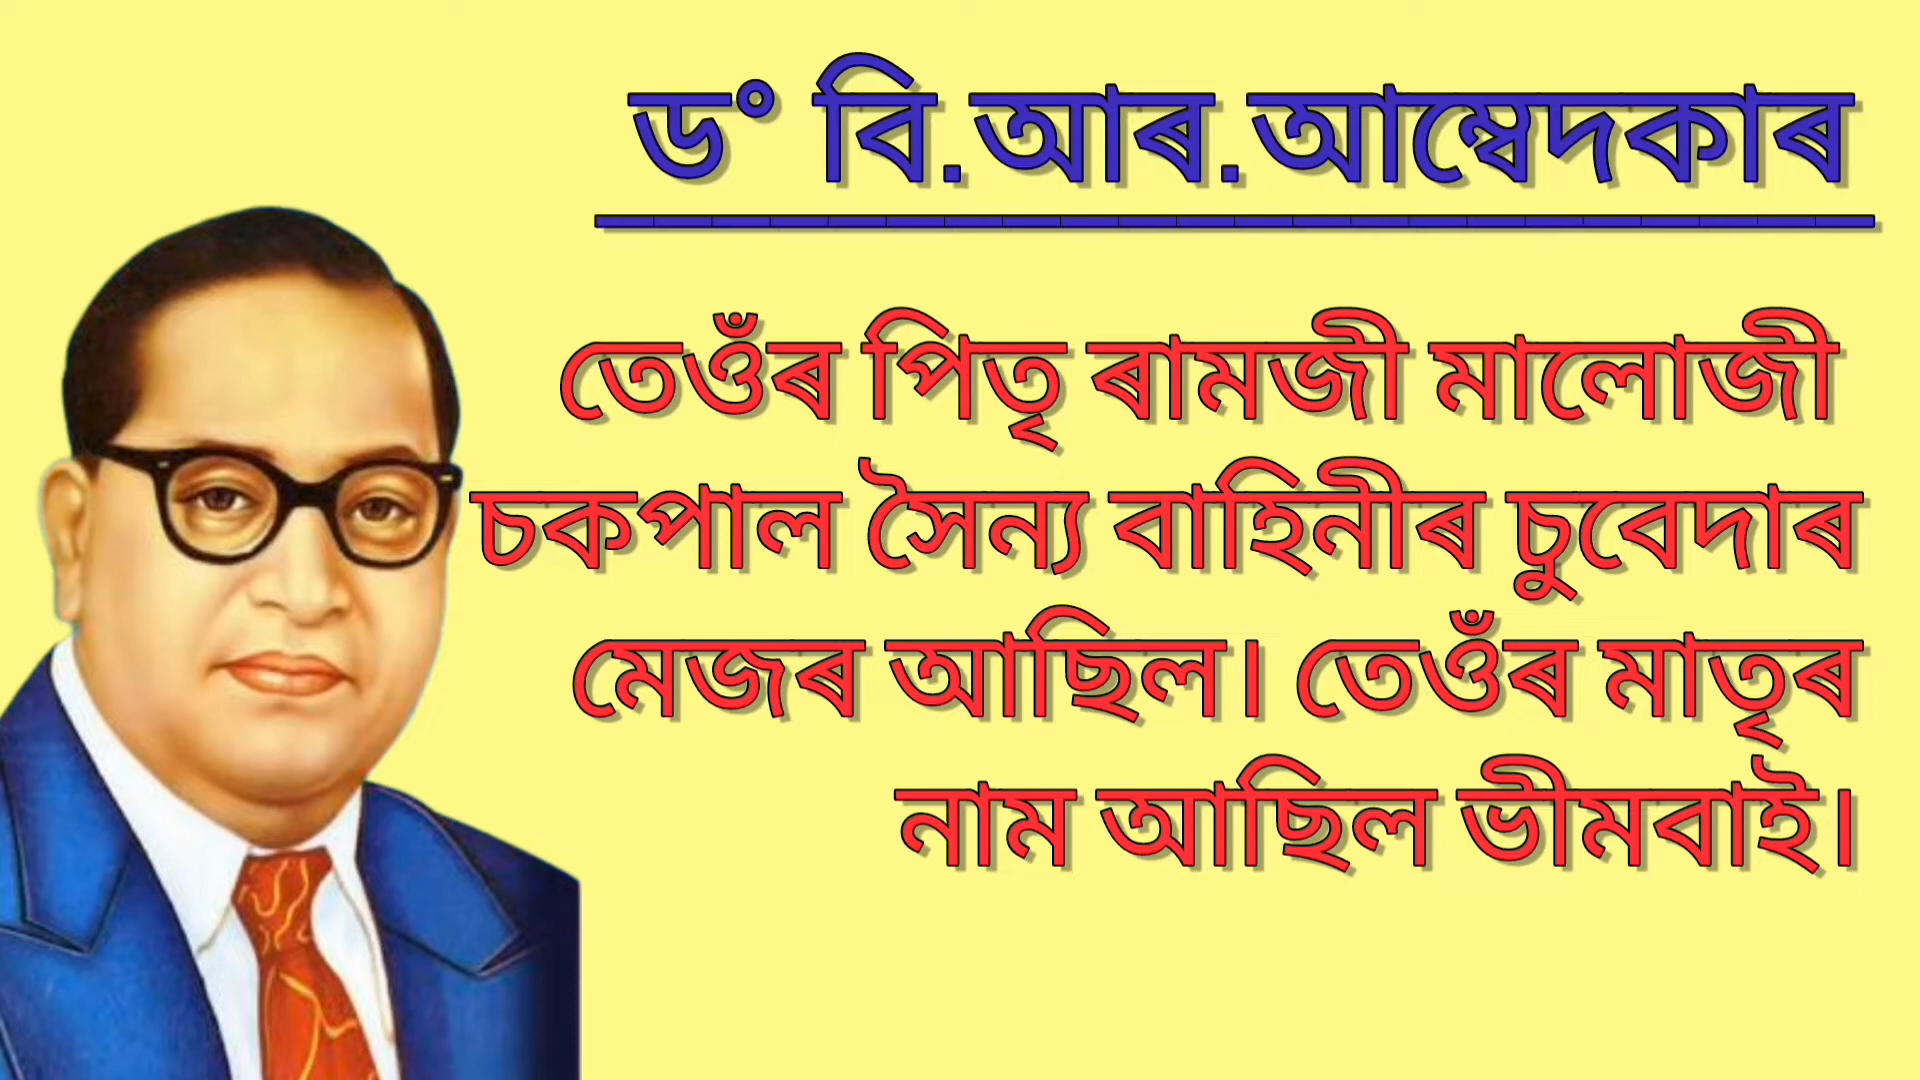 ড° বি.আৰ.আম্বেদকাৰ
তেওঁৰ পিতৃ ৰামজী মালোজী
চকপাল সৈন্য বাহিনীৰ চুবেদাৰ
মেজৰ আছিল। তেওঁৰ মাতৃৰ
নাম আছিল ভীমবাই।